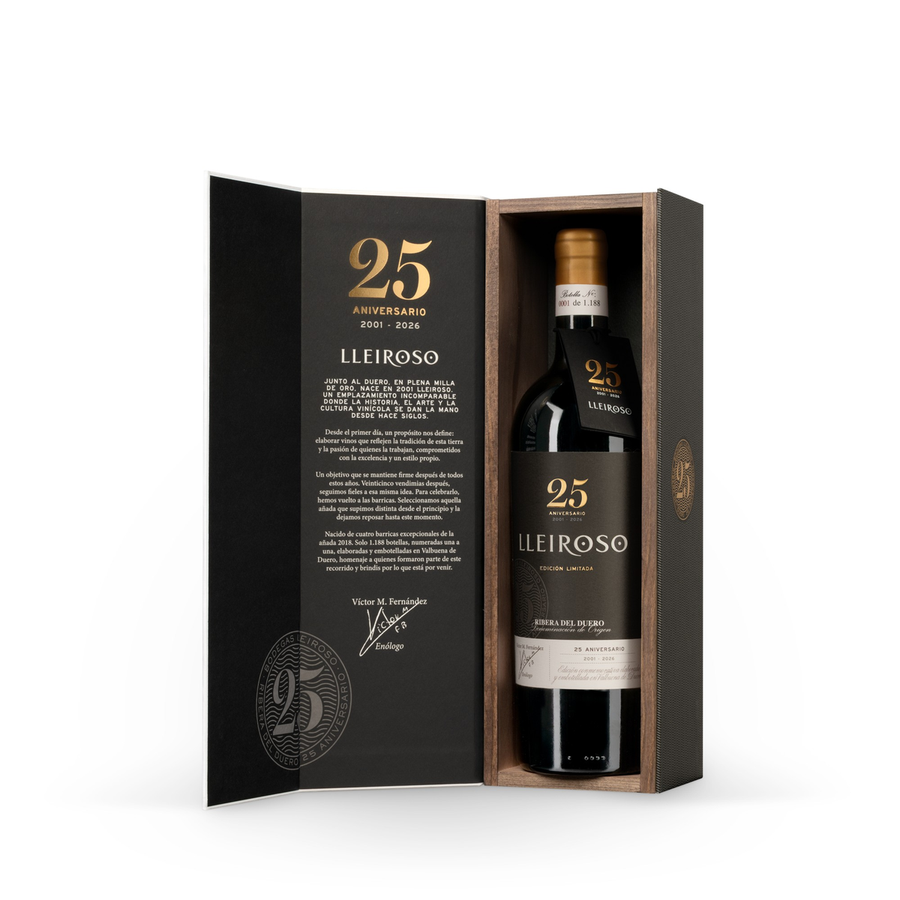 25
ANIVERSARIO
2001 - 2026
LLEIROSO
JUNTO AL DUERO, EN PLENA MILLA
DE ORO, NACE EN 2001 LLEIROSO.
UN EMPLAZAMIENTO INCOMPARABLE
DONDE LA HISTORIA, EL ARTE Y LA
CULTURA VINÍCOLA SE DAN LA MANO
DESDE HACE SIGLOS.
Desde el primer día, un propósito nos define:
elaborar vinos que reflejen la tradición de esta tierra
y la pasión de quienes la trabajan, comprometidos
con la excelencia y un estilo propio.
Un objetivo que se mantiene firme después de todos
estos años. Veinticinco vendimias después,
seguimos fieles a esa misma idea. Para celebrarlo,
hemos vuelto a las barricas. Seleccionamos aquella
añada que supimos distinta desde el principio y la
dejamos reposar hasta este momento.
Nacido de cuatro barricas excepcionales de la
añada 2018. Solo 1.188 botellas, numeradas una a
una, elaboradas y embotelladas en Valbuena de
Duero, homenaje a quienes formaron parte de este
recorrido y brindis por lo que está por venir.
Víctor M. Fernández
Enólogo
BODEGAS LLEIROSO
RIBERA DEL DUERO 25 ANIVERSARIO
25
Botella Nº
0001 de 1.188
25
ANIVERSARIO
2001 - 2026
LLEIROSO
25
ANIVERSARIO
2001 - 2026
LLEIROSO
EDICIÓN LIMITADA
RIBERA DEL DUERO
Denominación de Origen
M. Fernández
Enólogo
25 ANIVERSARIO
2001 - 2026
25